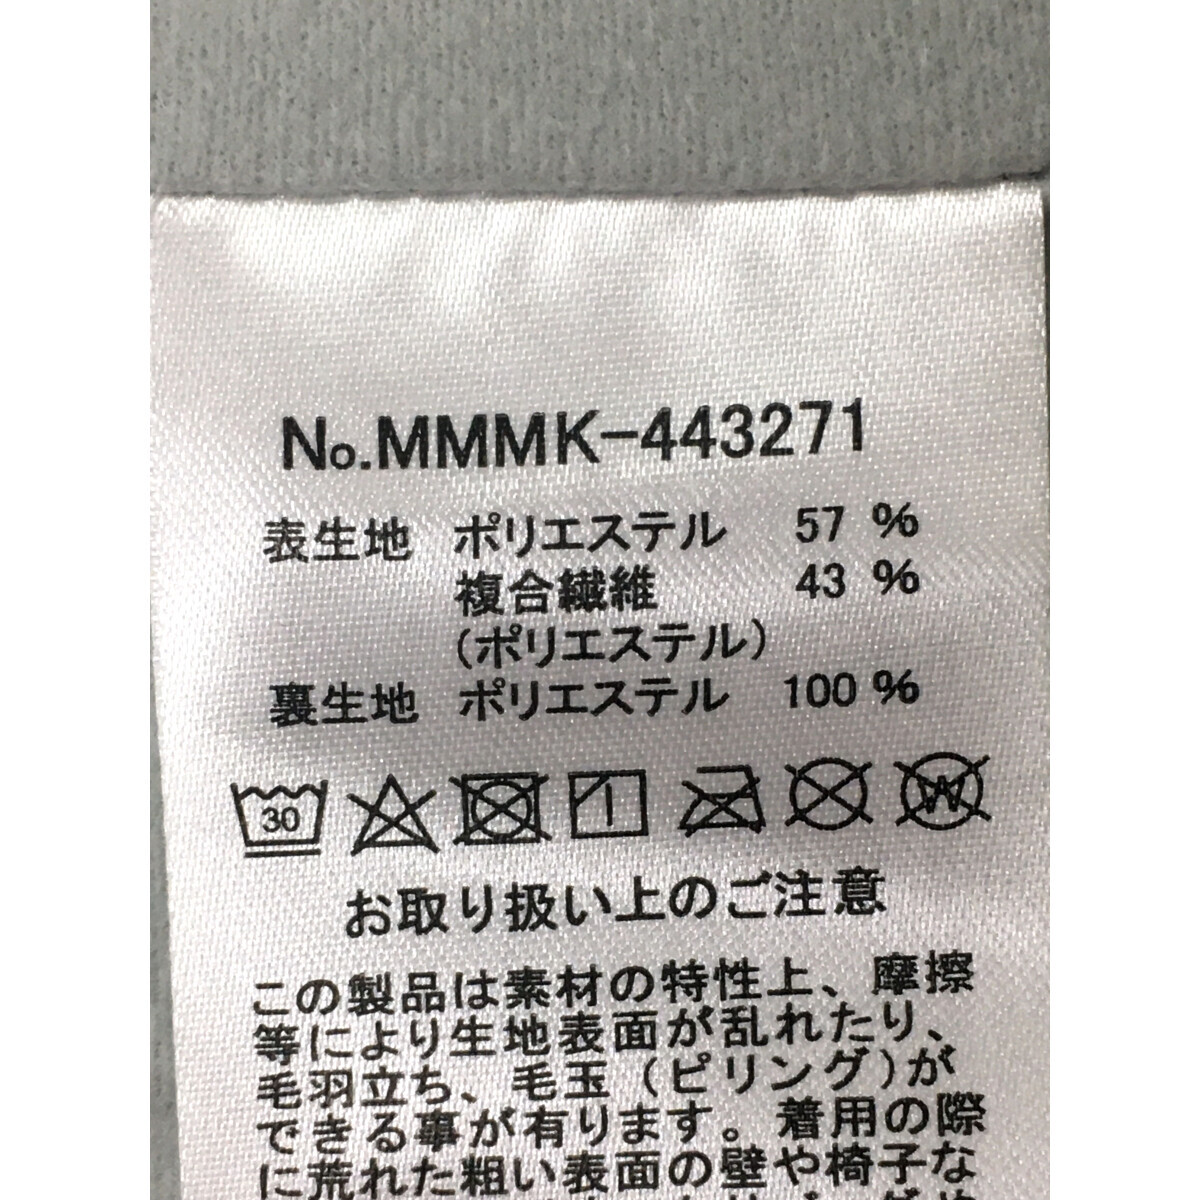 No.MMMK-443271
表生地 ポリエステル 57 %
複合繊維 43 %
(ポリエステル)
裏生地 ポリエステル 100 %
30 W
お取り扱い上のご注意
この製品は素材の特性上、摩擦
等により生地表面が乱れたり、
毛羽立ち、毛玉(ピリング)が
できる事が有ります。着用の際
に荒れた粗い表面の壁や椅子な